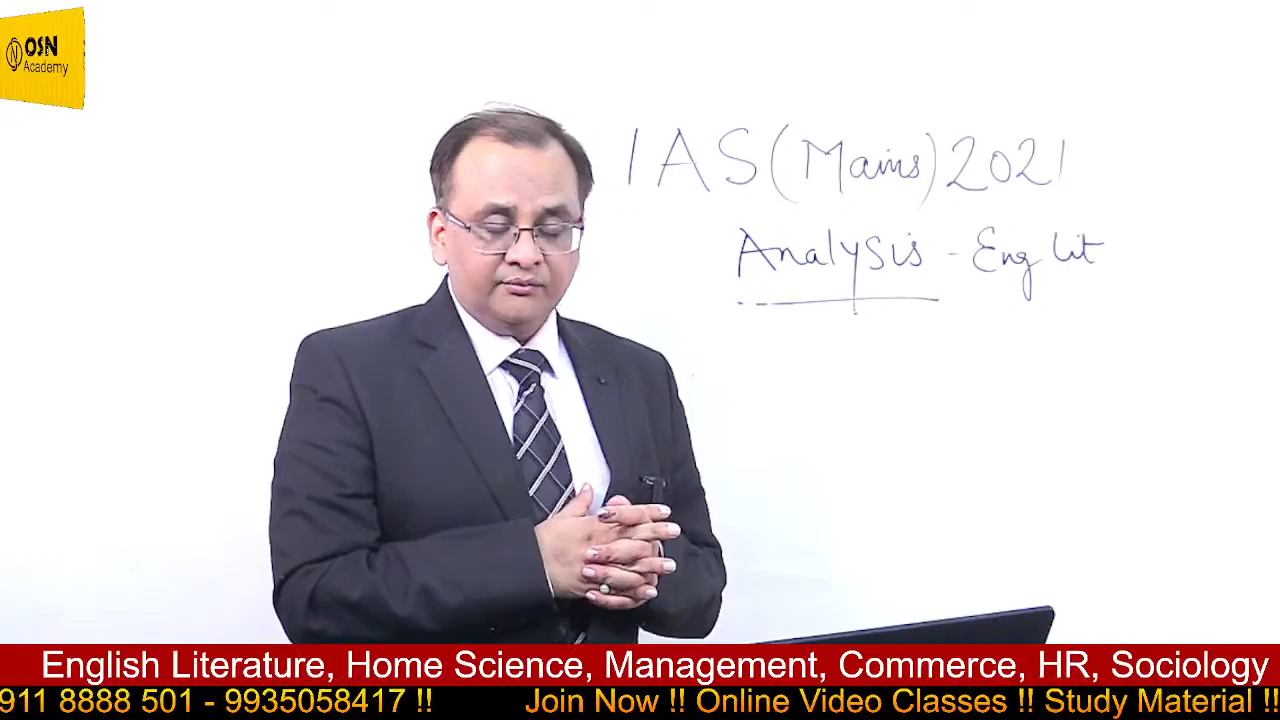 OSN
Academy
IAS (Mains) 2021
Analysis - Eng lit
English Literature, Home Science, Management, Commerce, HR, Sociology
911 8888 501 - 9935058417 !! Join Now !! Online Video Classes !! Study Material !!